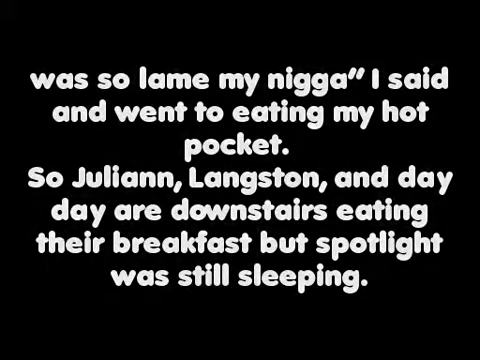 was so lame my nigga” I said
and went to eating my hot
pocket.
So Juliann, Langston, and day
day are downstairs eating
their breakfast but spotlight
was still sleeping.